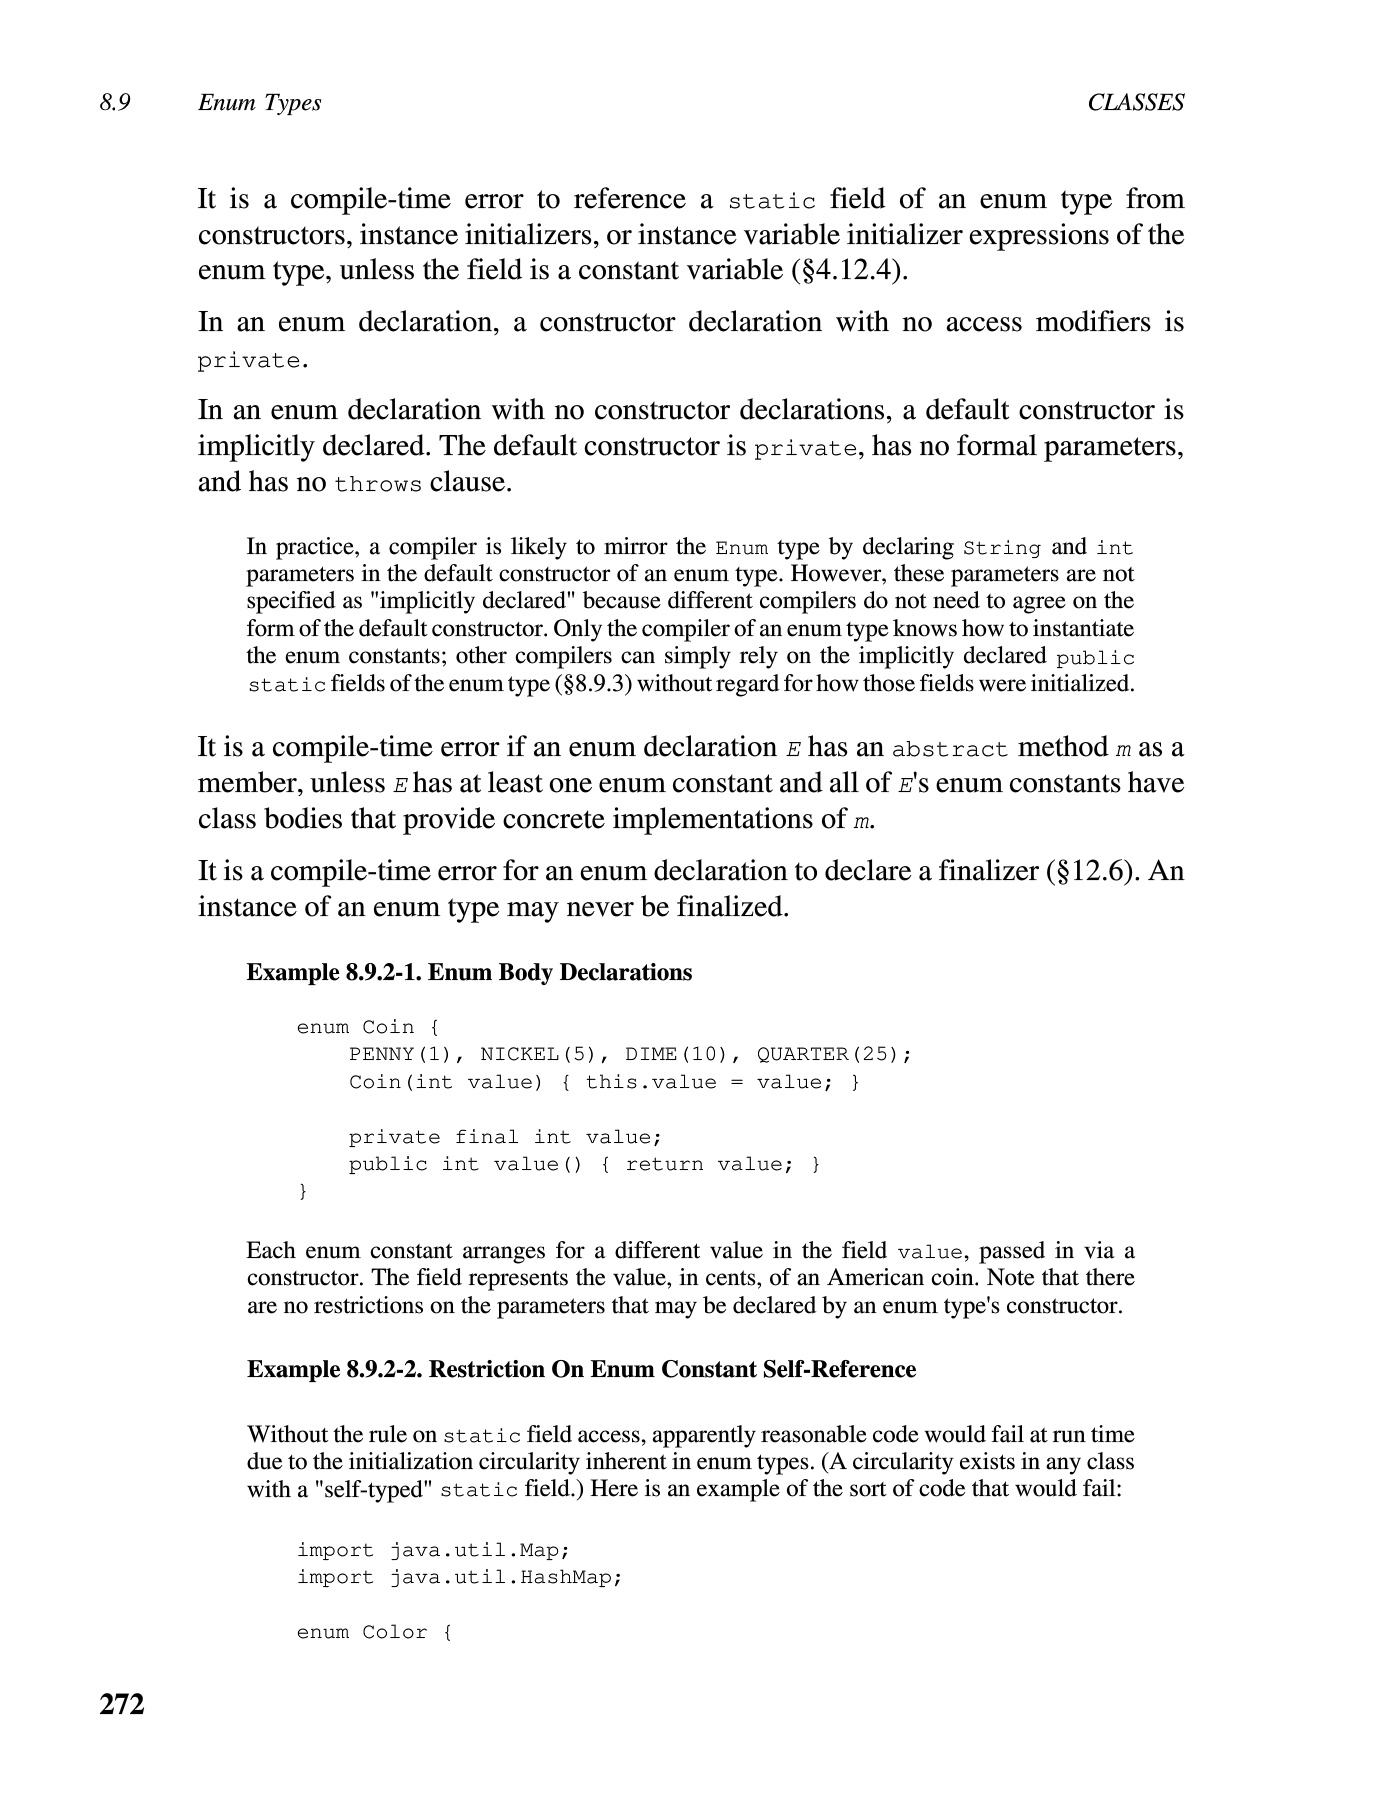 8.9 Enum Types CLASSES
It is a compile-time error to reference a static field of an enum type from
constructors, instance initializers, or instance variable initializer expressions of the
enum type, unless the field is a constant variable (§4.12.4).
In an enum declaration, a constructor declaration with no access modifiers is
private.
In an enum declaration with no constructor declarations, a default constructor is
implicitly declared. The default constructor is private, has no formal parameters,
and has no throws clause.
In practice, a compiler is likely to mirror the Enum type by declaring String and int
parameters in the default constructor of an enum type. However, these parameters are not
specified as "implicitly declared" because different compilers do not need to agree on the
form of the default constructor. Only the compiler of an enum type knows how to instantiate
the enum constants; other compilers can simply rely on the implicitly declared public
static fields of the enum type (§8.9.3) without regard for how those fields were initialized.
It is a compile-time error if an enum declaration E has an abstract method m as a
member, unless E has at least one enum constant and all of E's enum constants have
class bodies that provide concrete implementations of m.
It is a compile-time error for an enum declaration to declare a finalizer (§12.6). An
instance of an enum type may never be finalized.
Example 8.9.2-1. Enum Body Declarations
enum Coin {
    PENNY(1), NICKEL(5), DIME(10), QUARTER(25);
    Coin(int value) { this.value = value; }
    private final int value;
    public int value() { return value; }
}
Each enum constant arranges for a different value in the field value, passed in via a
constructor. The field represents the value, in cents, of an American coin. Note that there
are no restrictions on the parameters that may be declared by an enum type's constructor.
Example 8.9.2-2. Restriction On Enum Constant Self-Reference
Without the rule on static field access, apparently reasonable code would fail at run time
due to the initialization circularity inherent in enum types. (A circularity exists in any class
with a "self-typed" static field.) Here is an example of the sort of code that would fail:
import java.util.Map;
import java.util.HashMap;
enum Color {
272